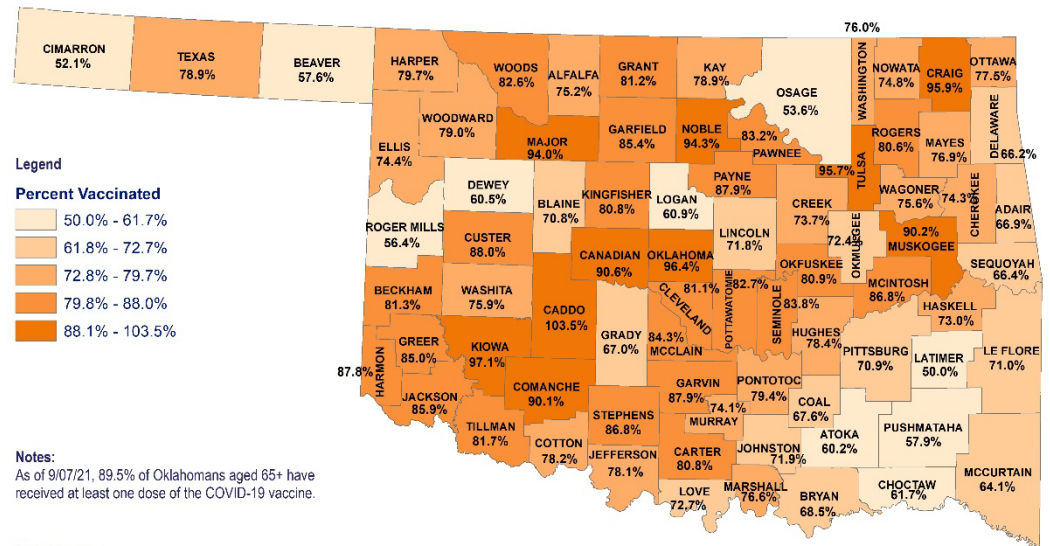 76.0%
CIMARRON
52.1%
TEXAS
78.9%
BEAVER
57.6%
HARPER
79.7%
WOODS
82.6%
ALFALFA
75.2%
GRANT
81.2%
KAY
78.9%
OSAGE
53.6%
WASHINGTON
NOWATA
74.8%
CRAIG
95.9%
OTTAWA
77.5%
DELAWARE
66.2%
WOODWARD
79.0%
ELLIS
74.4%
MAJOR
94.0%
GARFIELD
85.4%
NOBLE
94.3%
83.2%
PAWNEE
95.7%
TULSA
ROGERS
80.6%
MAYES
76.9%
Legend
Percent Vaccinated
50.0% - 61.7%
61.8% - 72.7%
72.8% - 79.7%
79.8% - 88.0%
88.1% - 103.5%
DEWEY
60.5%
BLAINE
70.8%
KINGFISHER
80.8%
LOGAN
60.9%
PAYNE
87.9%
CREEK
73.7%
WAGONER
75.6%
74.3%
CHEROKEE
ADAIR
66.9%
ROGER MILLS
56.4%
CUSTER
88.0%
CANADIAN
90.6%
OKLAHOMA
96.4%
LINCOLN
71.8%
72.4%
OKMULGEE
90.2%
MUSKOGEE
SEQUOYAH
66.4%
BECKHAM
81.3%
WASHITA
75.9%
CADDO
103.5%
GRADY
67.0%
81.1%
CLEVELAND
82.7%
POTTAWATOMIE
SEMINOLE
83.8%
OKFUSKEE
80.9%
MCINTOSH
86.8%
HASKELL
73.0%
GREER
85.0%
KIOWA
97.1%
84.3%
MCCLAIN
HUGHES
78.4%
PITTSBURG
70.9%
LATIMER
50.0%
LE FLORE
71.0%
87.8%
HARMON
JACKSON
85.9%
COMANCHE
90.1%
GARVIN
87.9%
PONTOTOC
79.4%
COAL
67.6%
TILLMAN
81.7%
STEPHENS
86.8%
74.1%
MURRAY
ATOKA
60.2%
PUSHMATAHA
57.9%
COTTON
78.2%
JEFFERSON
78.1%
CARTER
80.8%
JOHNSTON
71.9%
MCCURTAIN
64.1%
LOVE
72.7%
MARSHALL
76.6%
BRYAN
68.5%
CHOCTAW
61.7%
Notes:
As of 9/07/21, 89.5% of Oklahomans aged 65+ have
received at least one dose of the COVID-19 vaccine.